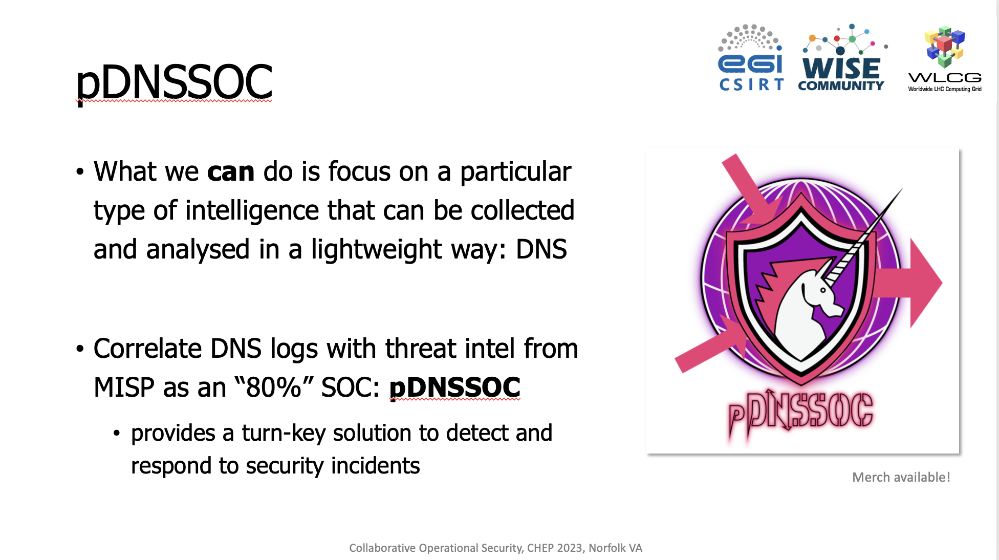 pDNSSOC
egi
CSIRT
WISE
COMMUNITY
WLCG
Worldwide LHC Computing Grid
• What we can do is focus on a particular
type of intelligence that can be collected
and analysed in a lightweight way: DNS
• Correlate DNS logs with threat intel from
MISP as an “80%” SOC: pDNSSOC
• provides a turn-key solution to detect and
respond to security incidents
pDNSSOC
Merch available!
Collaborative Operational Security, CHEP 2023, Norfolk VA